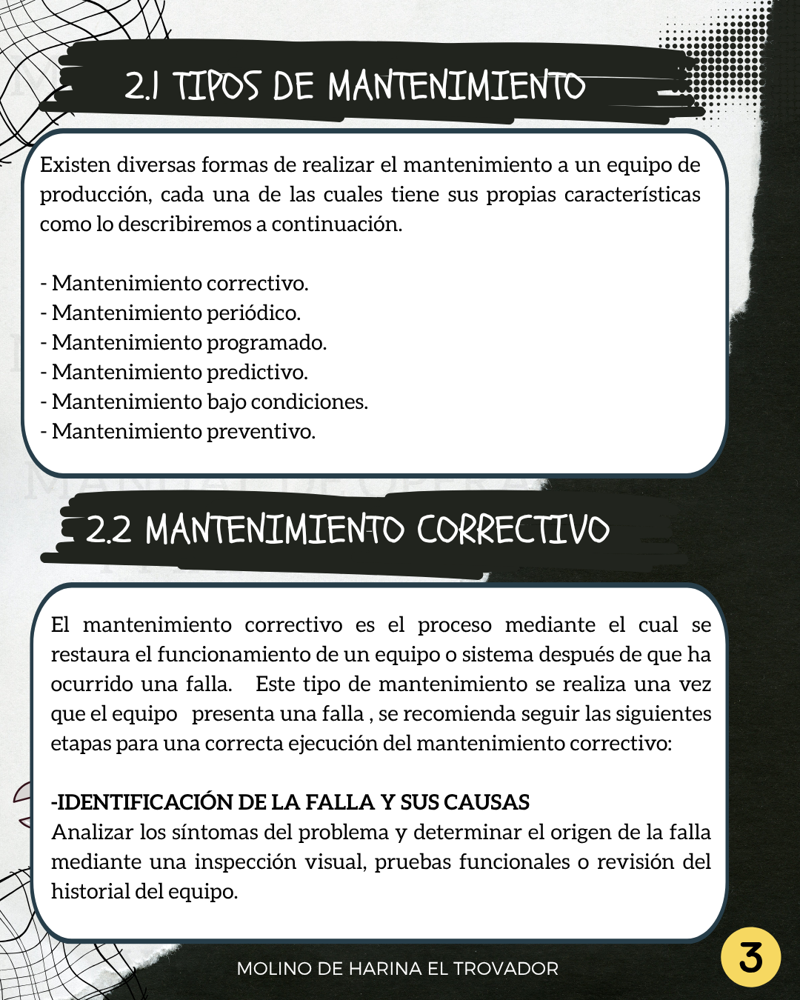 2.1 TIPOS DE MANTENIMIENTO
Existen diversas formas de realizar el mantenimiento a un equipo de
producción, cada una de las cuales tiene sus propias características
como lo describiremos a continuación.
- Mantenimiento correctivo.
- Mantenimiento periódico.
- Mantenimiento programado.
- Mantenimiento predictivo.
- Mantenimiento bajo condiciones.
- Mantenimiento preventivo.
MANUAL DE OPERA
2.2 MANTENIMIENTO CORRECTIVO
El mantenimiento correctivo es el proceso mediante el cual se
restaura el funcionamiento de un equipo o sistema después de que ha
ocurrido una falla. Este tipo de mantenimiento se realiza una vez
que el equipo presenta una falla , se recomienda seguir las siguientes
etapas para una correcta ejecución del mantenimiento correctivo:
-IDENTIFICACIÓN DE LA FALLA Y SUS CAUSAS
Analizar los síntomas del problema y determinar el origen de la falla
mediante una inspección visual, pruebas funcionales o revisión del
historial del equipo.
MOLINO DE HARINA EL TROVADOR
3